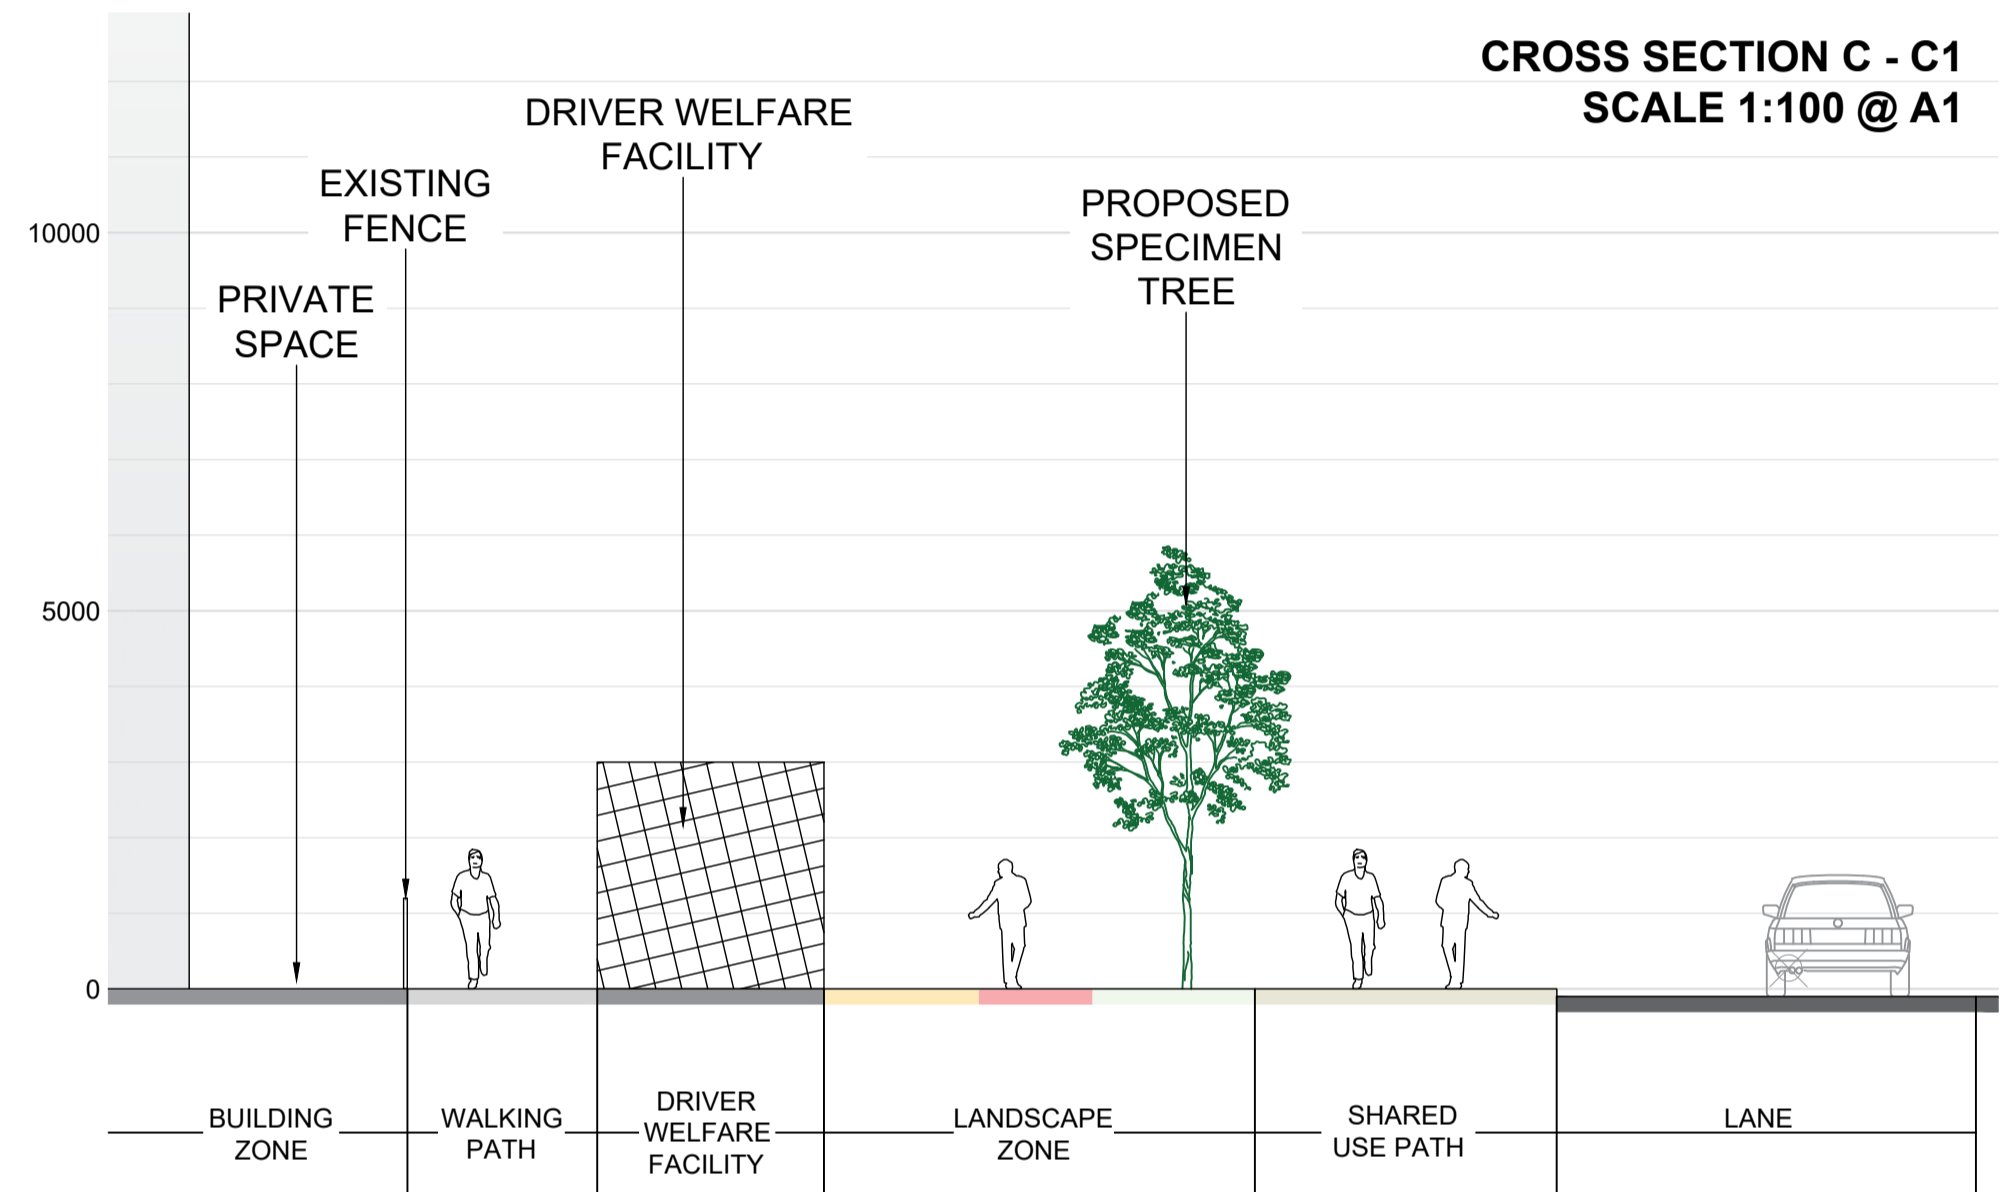 CROSS SECTION C - C1
SCALE 1:100 @ A1
DRIVER WELFARE
FACILITY
EXISTING
FENCE
PROPOSED
SPECIMEN
TREE
PRIVATE
SPACE
10000
5000
0
BUILDING
ZONE
WALKING
PATH
DRIVER
WELFARE
FACILITY
LANDSCAPE
ZONE
SHARED
USE PATH
LANE